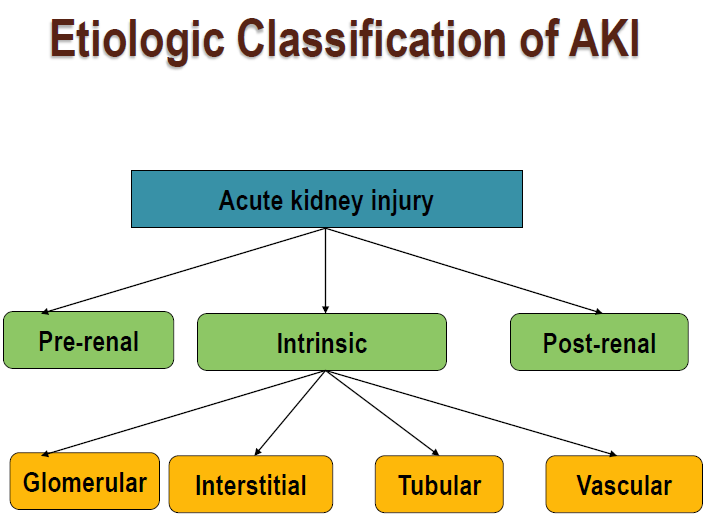 Etiologic Classification of AKI
Acute kidney injury
Pre-renal
Intrinsic
Post-renal
Glomerular
Interstitial
Tubular
Vascular